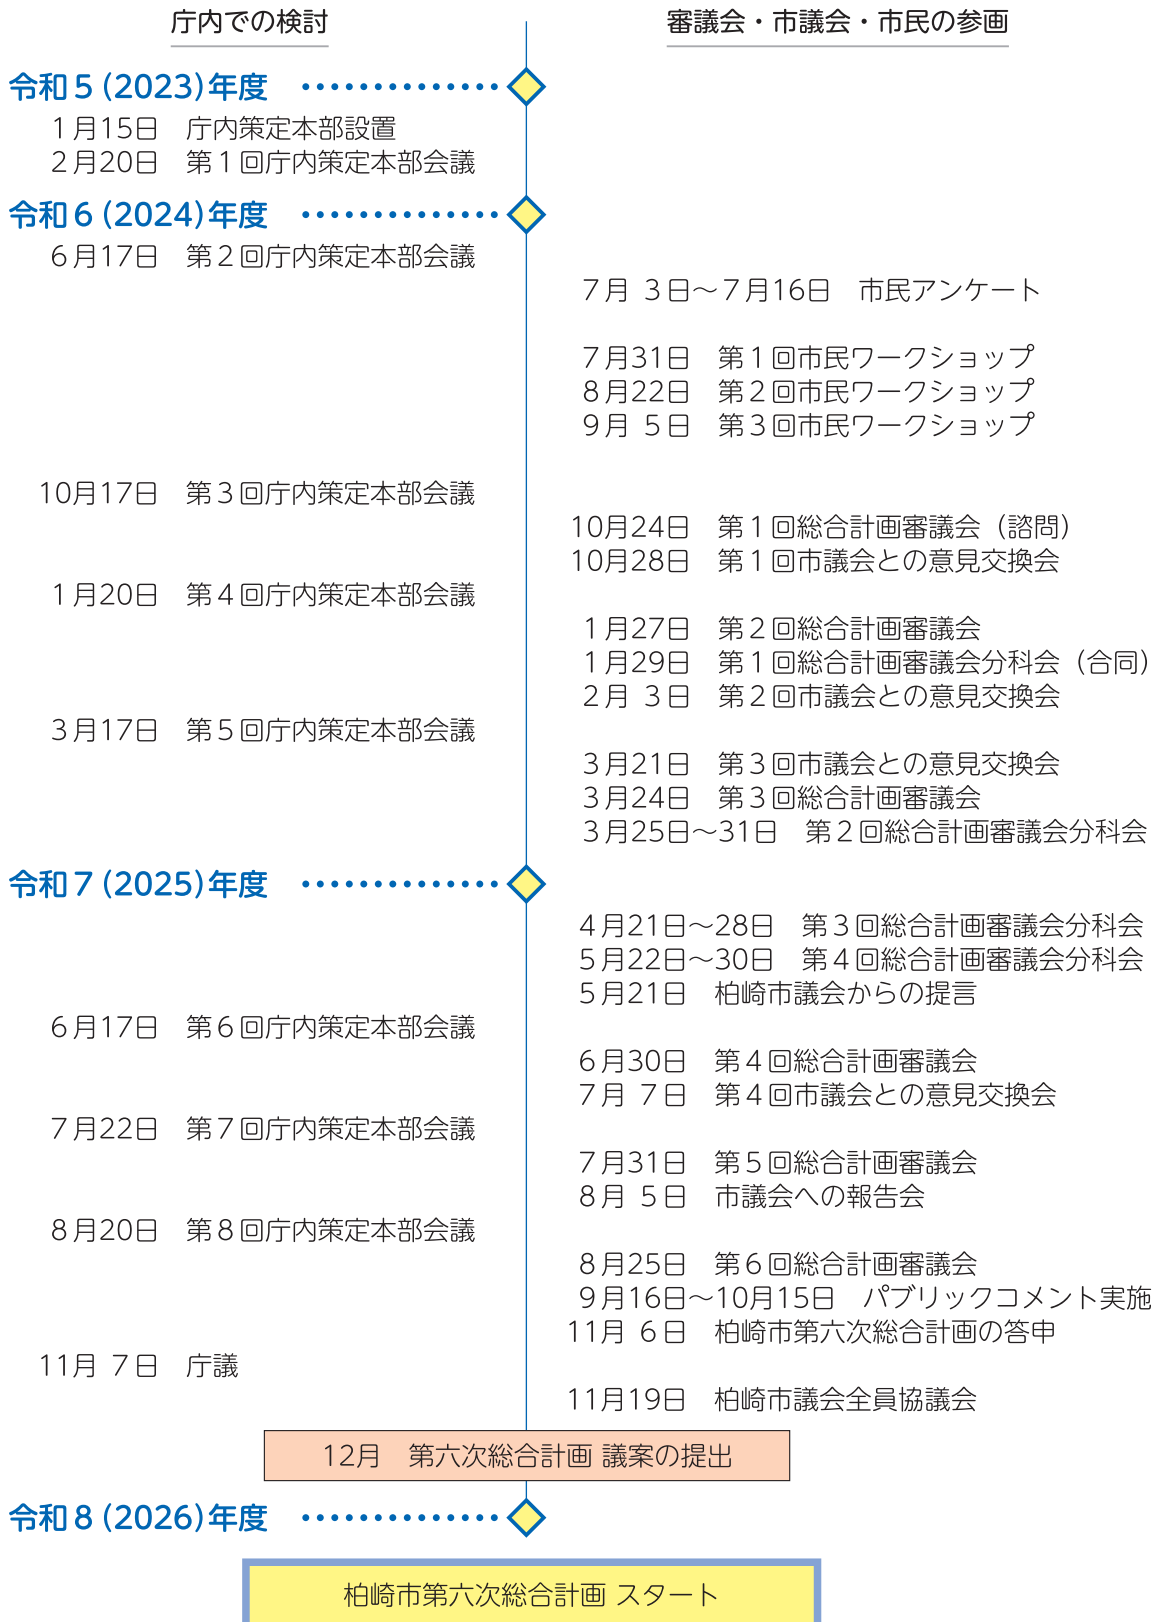 庁内での検討
審議会・市議会・市民の参画
令和５(2023)年度
１月15日　庁内策定本部設置
２月20日　第１回庁内策定本部会議
令和６(2024)年度
６月17日　第２回庁内策定本部会議
７月 ３日～７月16日　市民アンケート
７月31日　第１回市民ワークショップ
８月22日　第２回市民ワークショップ
９月 ５日　第３回市民ワークショップ
10月17日　第３回庁内策定本部会議
10月24日　第１回総合計画審議会（諮問）
10月28日　第１回市議会との意見交換会
１月20日　第４回庁内策定本部会議
１月27日　第２回総合計画審議会
１月29日　第１回総合計画審議会分科会（合同）
２月 ３日　第２回市議会との意見交換会
３月17日　第５回庁内策定本部会議
３月21日　第３回市議会との意見交換会
３月24日　第３回総合計画審議会
３月25日～31日　第２回総合計画審議会分科会
令和７(2025)年度
４月21日～28日　第３回総合計画審議会分科会
５月22日～30日　第４回総合計画審議会分科会
５月21日　柏崎市議会からの提言
６月17日　第６回庁内策定本部会議
６月30日　第４回総合計画審議会
７月 ７日　第４回市議会との意見交換会
７月22日　第７回庁内策定本部会議
７月31日　第５回総合計画審議会
８月 ５日　市議会への報告会
８月20日　第８回庁内策定本部会議
８月25日　第６回総合計画審議会
９月16日～10月15日　パブリックコメント実施
11月 ６日　柏崎市第六次総合計画の答申
11月 ７日　庁議
11月19日　柏崎市議会全員協議会
12月　第六次総合計画 議案の提出
令和８(2026)年度
柏崎市第六次総合計画 スタート